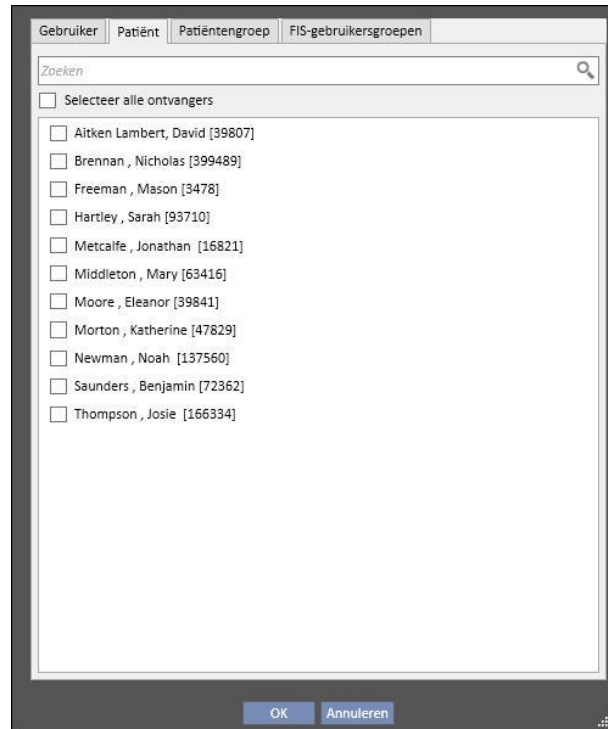 Gebruiker Patiënt Patiëntengroep FIS-gebruikersgroepen
Zoeken
Selecteer alle ontvangers
Aitken Lambert, David [39807]
Brennan , Nicholas [399489]
Freeman , Mason [3478]
Hartley , Sarah [93710]
Metcalfe , Jonathan [16821]
Middleton , Mary [63416]
Moore , Eleanor [39841]
Morton , Katherine [47829]
Newman , Noah [137560]
Saunders , Benjamin [72362]
Thompson , Josie [166334]
OK Annuleren